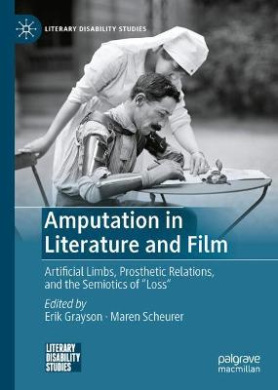 LITERARY DISABILITY STUDIES
Amputation in
Literature and Film
Artificial Limbs, Prosthetic Relations,
and the Semiotics of "Loss"
Edited by
Erik Grayson · Maren Scheurer
LITERARY
DISABILITY
STUDIES
palgrave
macmillan